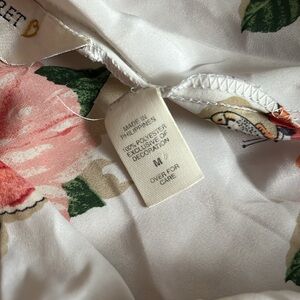 RET
MADE IN
PHILIPPINES
100% POLYESTER
EXCLUSIVE OF
DECORATION
M
OVER FOR
CARE